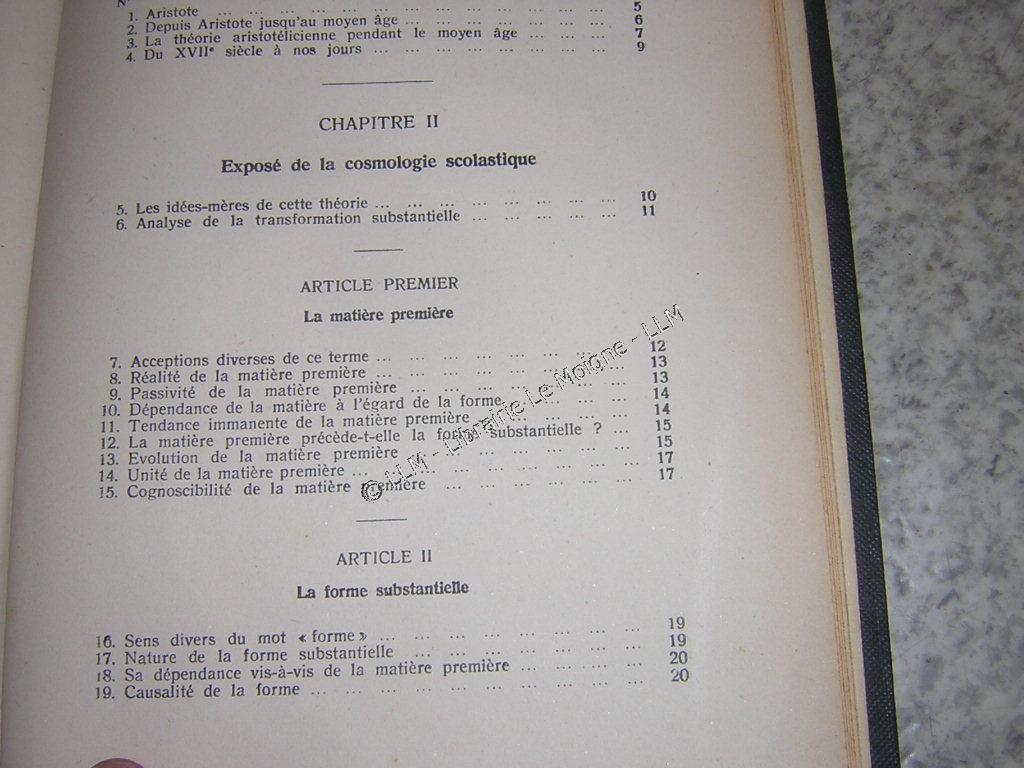 N°
1. Aristote ... ... ... ... ... ... ... ... ... ... ... 5
2. Depuis Aristote jusqu'au moyen âge ... ... ... ... ... ... ... 6
3. La théorie aristotélicienne pendant le moyen âge ... ... ... 7
4. Du XVIIe siècle à nos jours ... ... ... ... ... ... ... ... 9
CHAPITRE II
Exposé de la cosmologie scolastique
5. Les idées-mères de cette théorie ... ... ... ... ... ... ... ... 10
6. Analyse de la transformation substantielle ... ... ... ... ... 11
ARTICLE PREMIER
La matière première
7. Acceptions diverses de ce terme ... ... ... ... ... ... ... 12
8. Réalité de la matière première ... ... ... ... ... ... ... ... 13
9. Passivité de la matière première ... ... ... ... ... ... ... 13
10. Dépendance de la matière à l'égard de la forme ... ... ... ... 14
11. Tendance immanente de la matière première ... ... ... ... ... 14
12. La matière première précède-t-elle la forme substantielle ? ... 15
13. Evolution de la matière première ... ... ... ... ... ... ... 15
14. Unité de la matière première ... ... ... ... ... ... ... ... ... 17
15. Cognoscibilité de la matière première ... ... ... ... ... ... 17
© LLM - Librairie Le Moigne - LLM
ARTICLE II
La forme substantielle
16. Sens divers du mot « forme » ... ... ... ... ... ... ... ... 19
17. Nature de la forme substantielle ... ... ... ... ... ... ... 19
18. Sa dépendance vis-à-vis de la matière première ... ... ... ... 20
19. Causalité de la forme ... ... ... ... ... ... ... ... ... ... 20